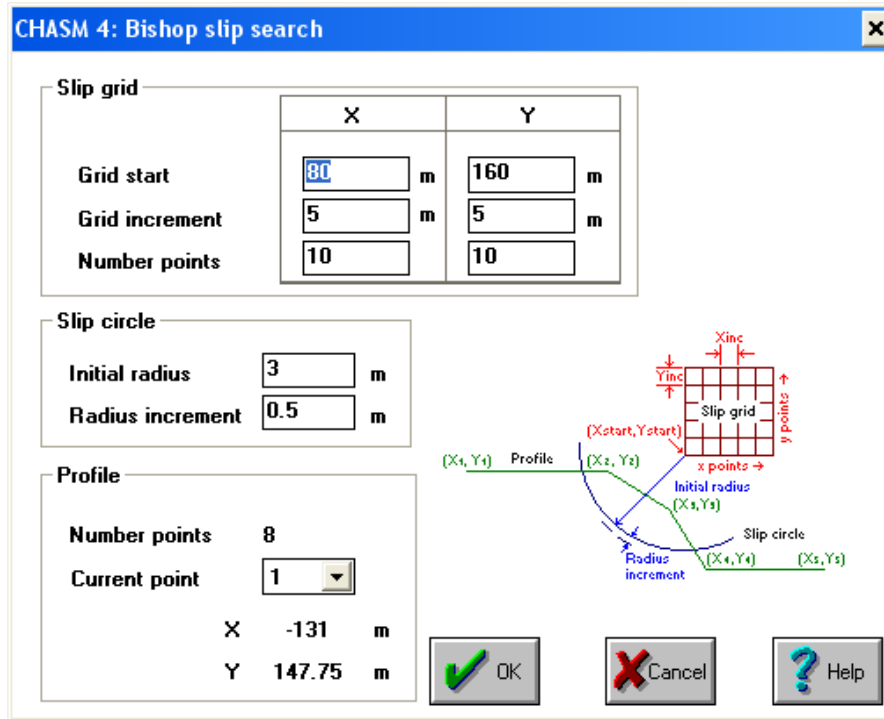 CHASM 4: Bishop slip search
Slip grid
X Y
Grid start 80 m 160 m
Grid increment 5 m 5 m
Number points 10 10
Slip circle
Initial radius 3 m
Radius increment 0.5 m
Profile
Number points 8
Current point 1
X -131 m
Y 147.75 m
Xinc
Yinc
Slip grid
y points
(Xstart,Ystart)
x points
(X1, Y1) Profile (X2, Y2)
Initial radius
(X3,Y3)
Slip circle
Radius
increment
(X4,Y4) (X5,Y5)
OK Cancel Help